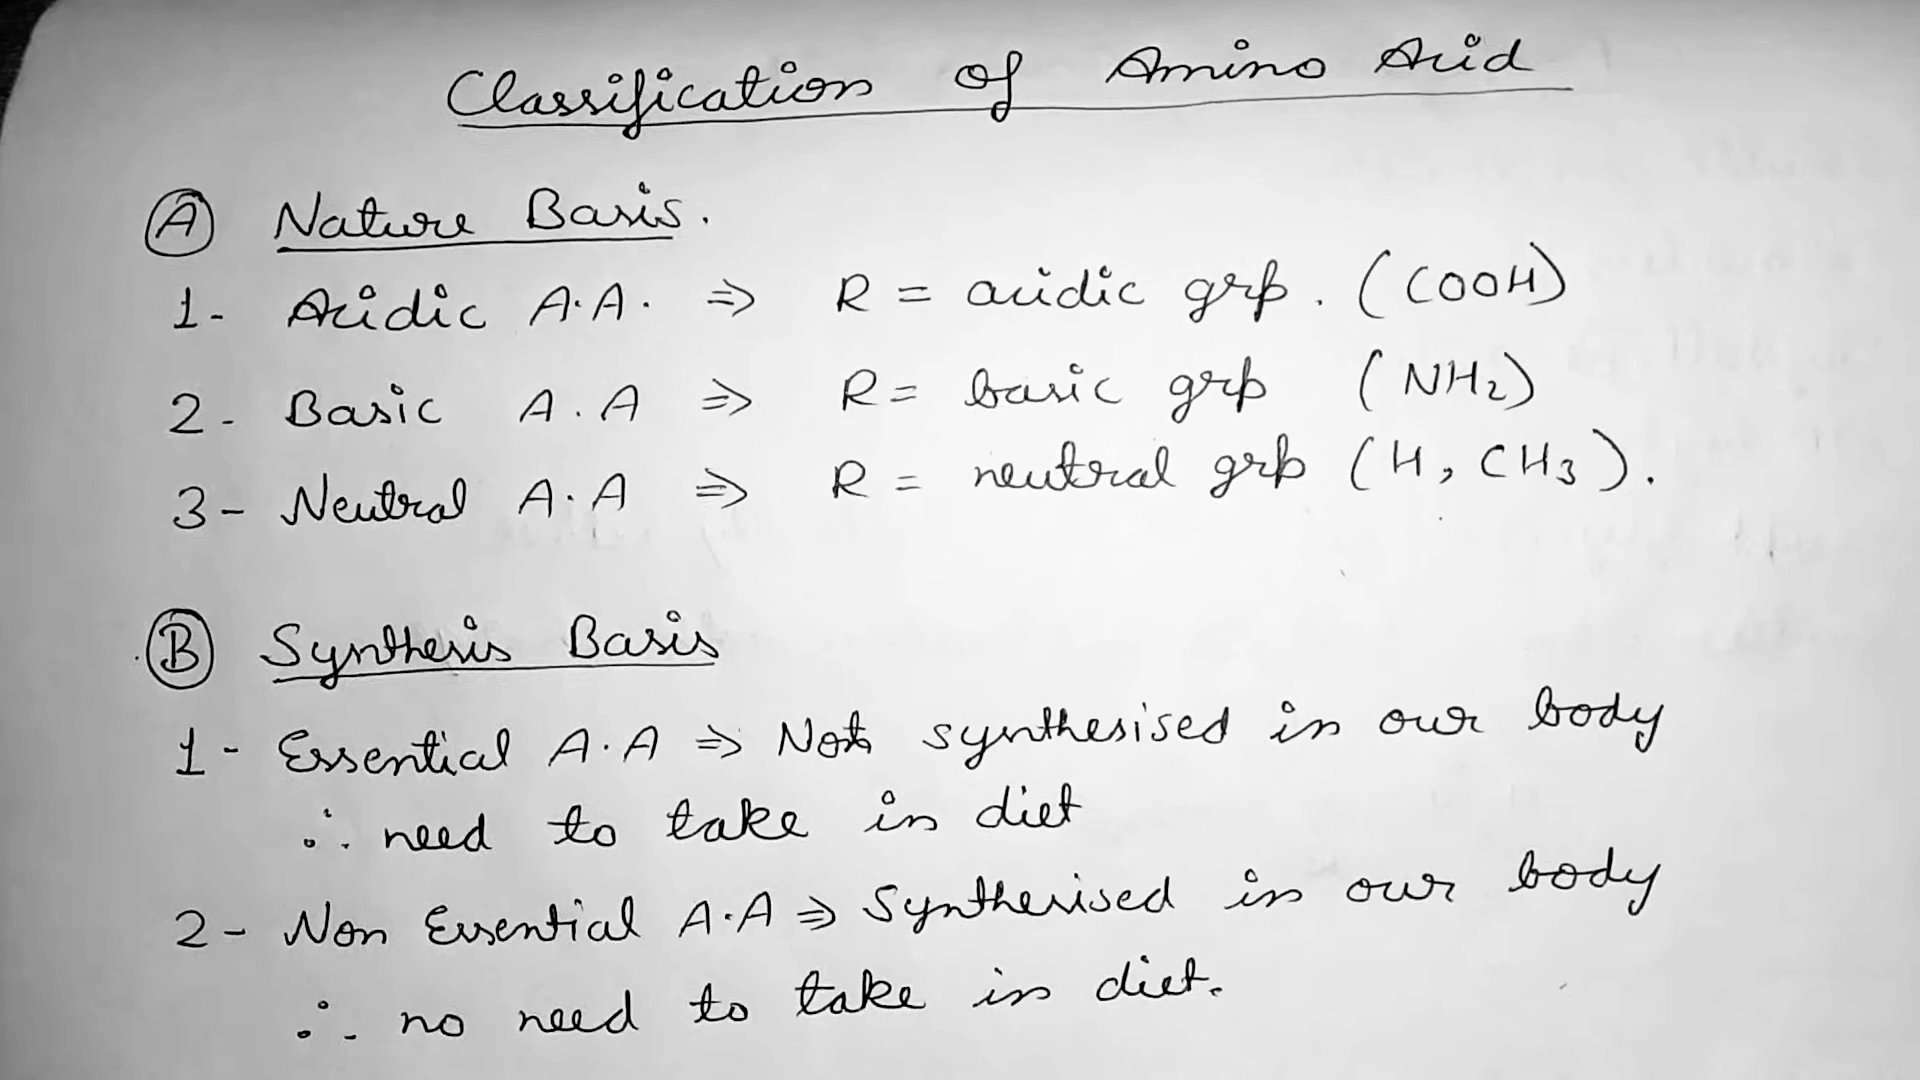 Classification of Amino Acid
Ⓐ Nature Basis.
1- Acidic A.A. ⇒ R = acidic grp. (COOH)
2- Basic A.A ⇒ R = basic grp (NH₂)
3- Neutral A.A ⇒ R = neutral grp (H, CH₃).
Ⓑ Synthesis Basis
1- Essential A.A ⇒ Not synthesised in our body
∴ need to take in diet
2- Non Essential A.A ⇒ Synthesised in our body
∴ no need to take in diet.